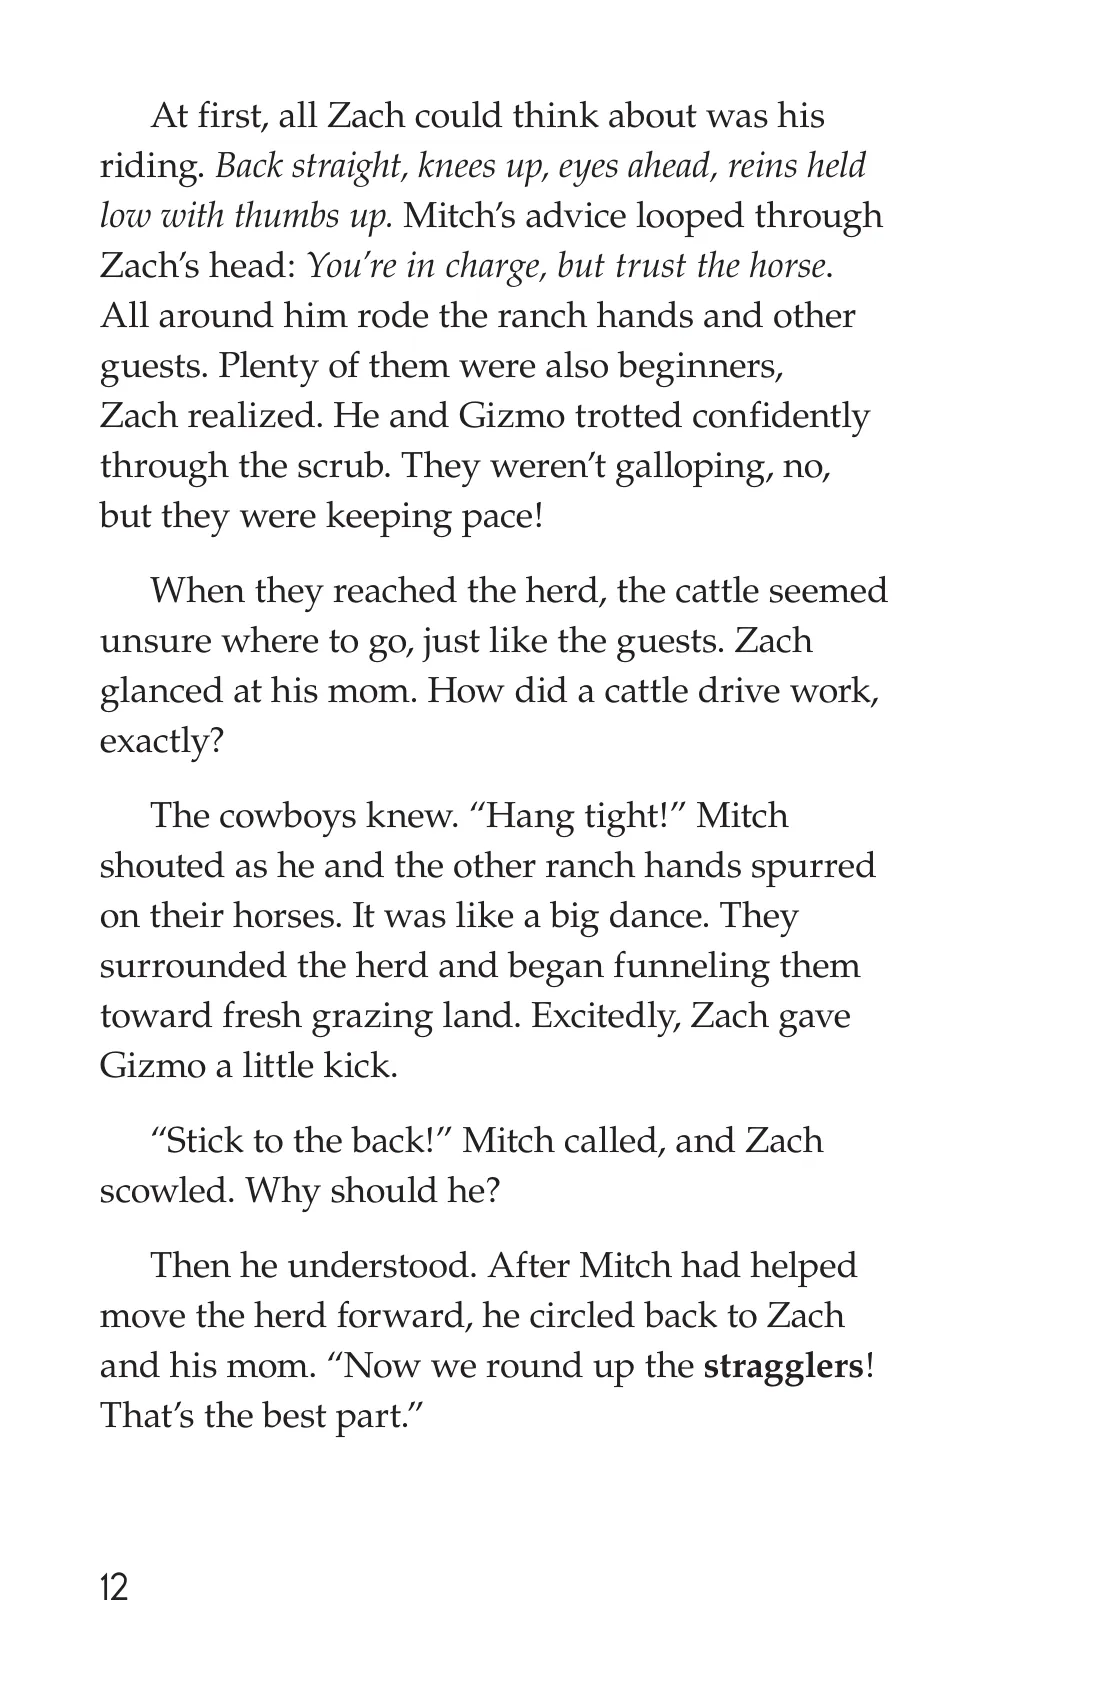 At first, all Zach could think about was his
riding. Back straight, knees up, eyes ahead, reins held
low with thumbs up. Mitch’s advice looped through
Zach’s head: You’re in charge, but trust the horse.
All around him rode the ranch hands and other
guests. Plenty of them were also beginners,
Zach realized. He and Gizmo trotted confidently
through the scrub. They weren’t galloping, no,
but they were keeping pace!
When they reached the herd, the cattle seemed
unsure where to go, just like the guests. Zach
glanced at his mom. How did a cattle drive work,
exactly?
The cowboys knew. “Hang tight!” Mitch
shouted as he and the other ranch hands spurred
on their horses. It was like a big dance. They
surrounded the herd and began funneling them
toward fresh grazing land. Excitedly, Zach gave
Gizmo a little kick.
“Stick to the back!” Mitch called, and Zach
scowled. Why should he?
Then he understood. After Mitch had helped
move the herd forward, he circled back to Zach
and his mom. “Now we round up the stragglers!
That’s the best part.”
12